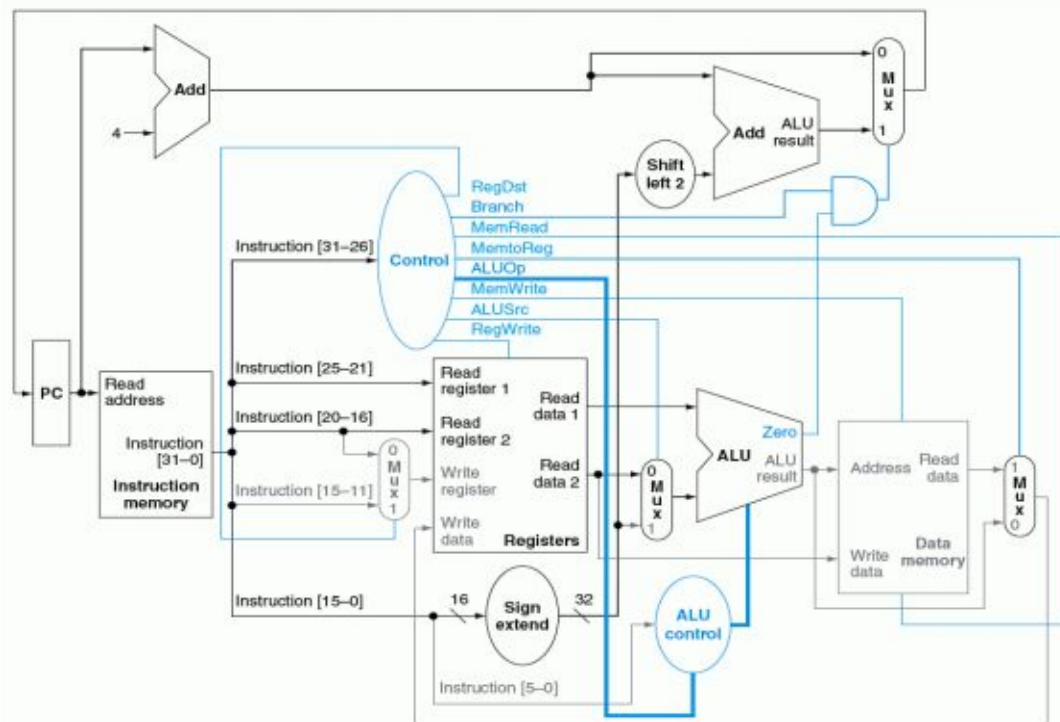 0
M
u
x
1
Add
4
Add
ALU
result
Shift
left 2
RegDst
Branch
MemRead
MemtoReg
ALUOp
MemWrite
ALUSrc
RegWrite
Instruction [31–26]
Control
PC
Read
address
Instruction
[31–0]
Instruction
memory
Instruction [25–21]
Instruction [20–16]
Instruction [15–11]
0
M
u
x
1
Read
register 1
Read
register 2
Write
register
Write
data
Read
data 1
Read
data 2
Registers
0
M
u
x
1
Zero
ALU
ALU
result
Address
Read
data
Write
data
Data
memory
1
M
u
x
0
Instruction [15–0]
16
Sign
extend
32
ALU
control
Instruction [5–0]